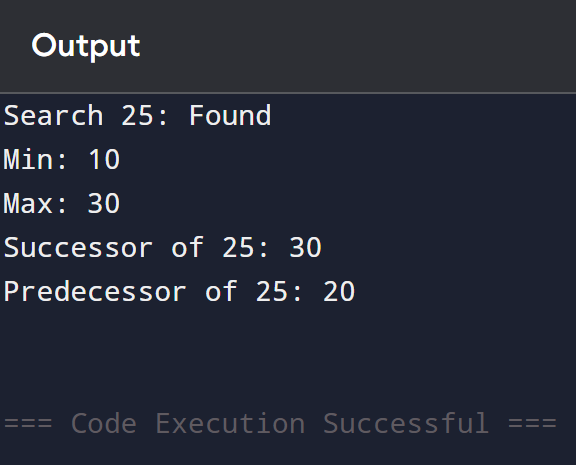 Output
Search 25: Found
Min: 10
Max: 30
Successor of 25: 30
Predecessor of 25: 20
=== Code Execution Successful ===